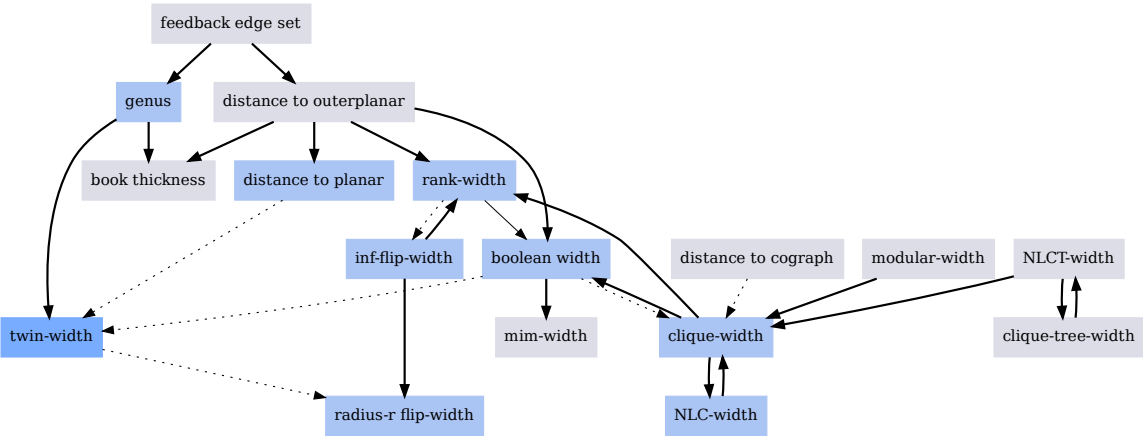 feedback edge set
genus
distance to outerplanar
book thickness
distance to planar
rank-width
inf-flip-width
boolean width
distance to cograph
modular-width
NLCT-width
twin-width
mim-width
clique-width
clique-tree-width
radius-r flip-width
NLC-width